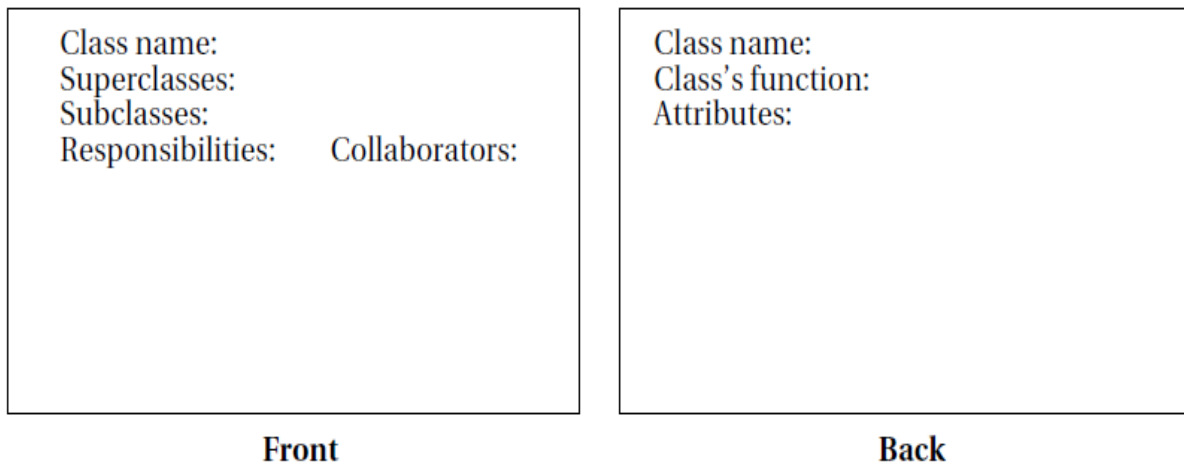 Class name:
Superclasses:
Subclasses:
Responsibilities: Collaborators:
Front
Class name:
Class’s function:
Attributes:
Back